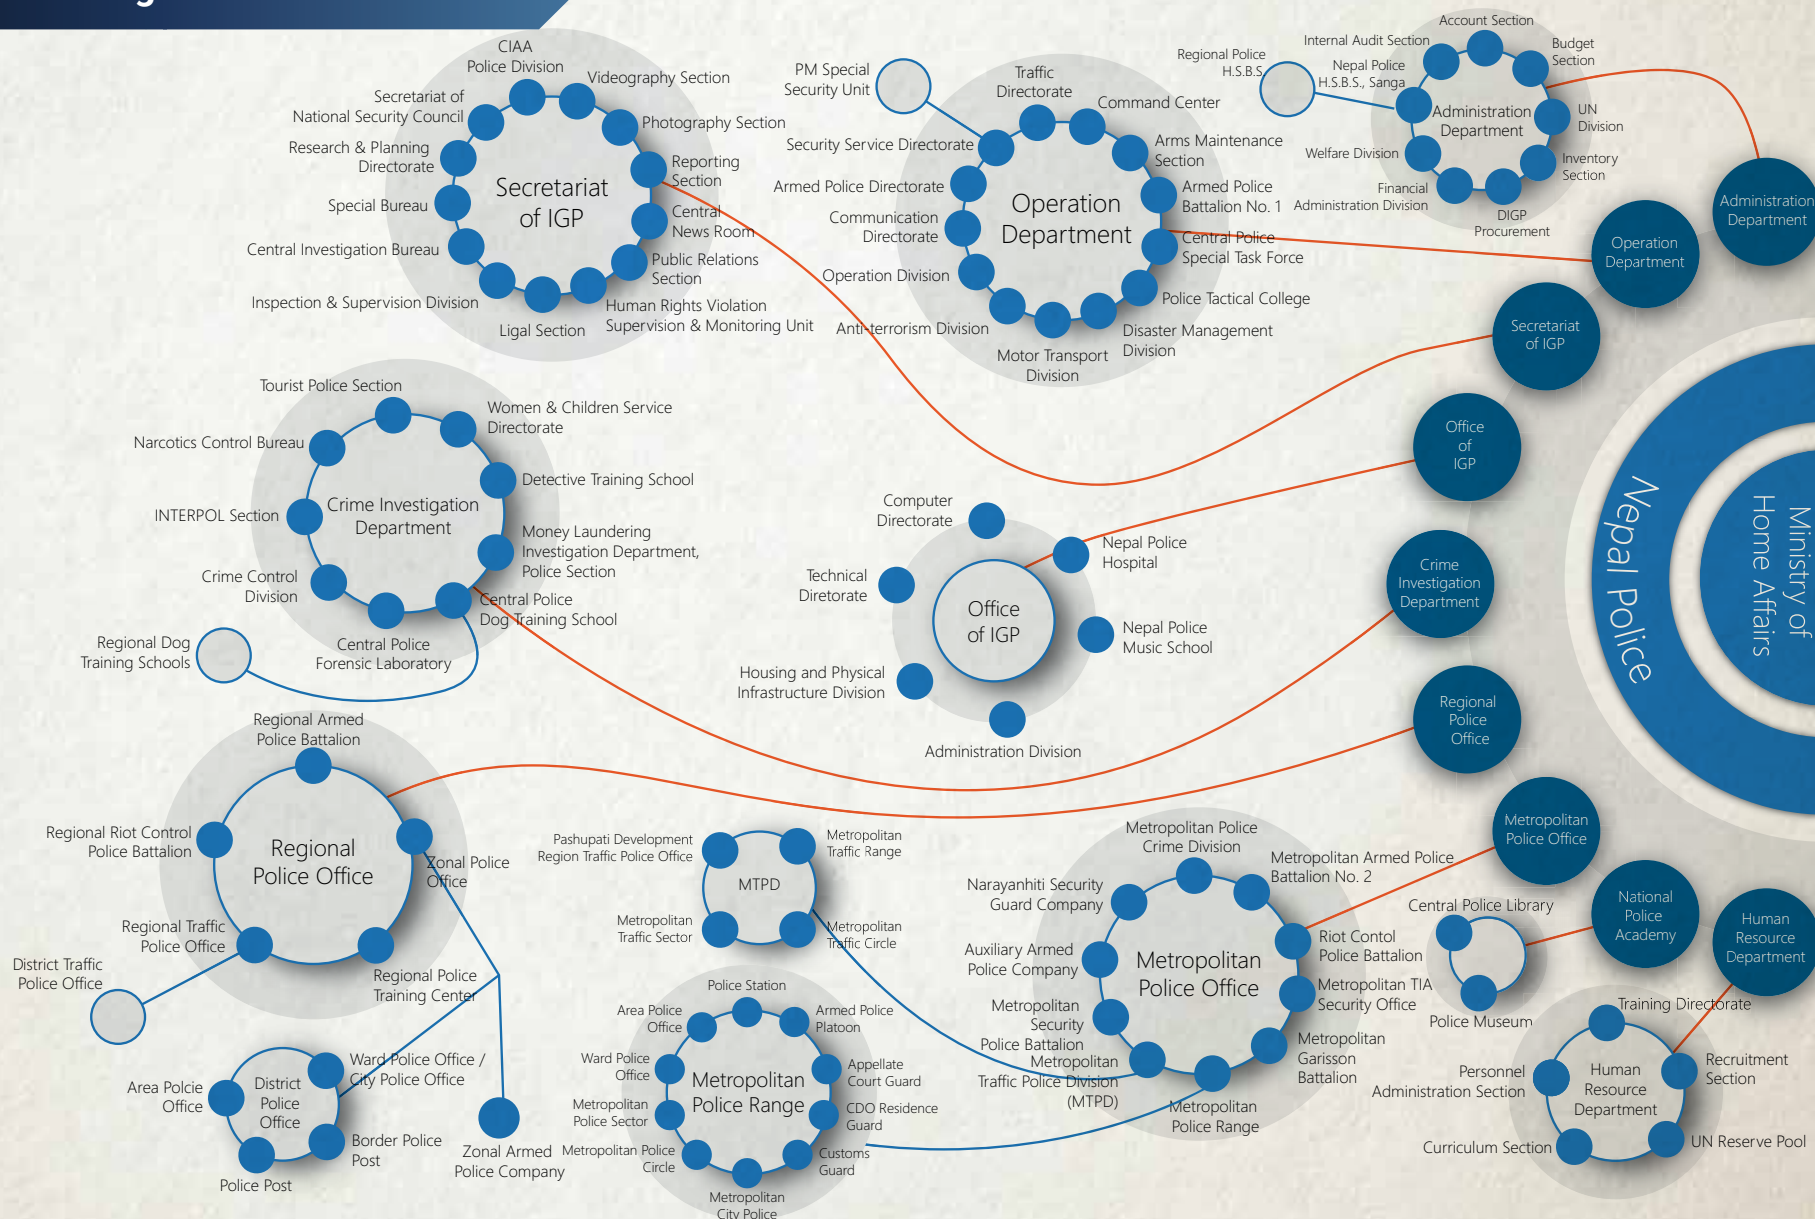 CIAA
Police Division
Videography Section
Secretariat of
National Security Council
Photography Section
Research & Planning
Directorate
Reporting
Section
Special Bureau
Central
News Room
Central Investigation Bureau
Public Relations
Section
Inspection & Supervision Division
Human Rights Violation
Supervision & Monitoring Unit
Ligal Section
Secretariat
of IGP
PM Special
Security Unit
Traffic
Directorate
Command Center
Security Service Directorate
Arms Maintenance
Section
Armed Police Directorate
Armed Police
Battalion No. 1
Communication
Directorate
Central Police
Special Task Force
Operation Division
Police Tactical College
Anti-terrorism Division
Disaster Management
Division
Motor Transport
Division
Operation
Department
Account Section
Internal Audit Section
Budget
Section
Regional Police
H.S.B.S.
Nepal Police
H.S.B.S., Sanga
UN
Division
Welfare Division
Inventory
Section
Financial
Administration Division
DIGP
Procurement
Administration
Department
Administration
Department
Operation
Department
Secretariat
of IGP
Office
of
IGP
Crime
Investigation
Department
Regional
Police
Office
Metropolitan
Police Office
National
Police
Academy
Human
Resource
Department
Nepal Police
Ministry of
Home Affairs
Tourist Police Section
Women & Children Service
Directorate
Narcotics Control Bureau
Detective Training School
INTERPOL Section
Money Laundering
Investigation Department,
Police Section
Crime Control
Division
Central Police
Dog Training School
Central Police
Forensic Laboratory
Regional Dog
Training Schools
Crime Investigation
Department
Computer
Directorate
Nepal Police
Hospital
Technical
Diretorate
Nepal Police
Music School
Housing and Physical
Infrastructure Division
Administration Division
Office
of IGP
Regional Armed
Police Battalion
Regional Riot Control
Police Battalion
Zonal Police
Office
Regional Traffic
Police Office
Regional Police
Training Center
District Traffic
Police Office
Regional
Police Office
Ward Police Office /
City Police Office
Area Polcie
Office
District
Police
Office
Border Police
Post
Police Post
Zonal Armed
Police Company
Pashupati Development
Region Traffic Police Office
Metropolitan
Traffic Range
MTPD
Metropolitan
Traffic Sector
Metropolitan
Traffic Circle
Police Station
Area Police
Office
Armed Police
Platoon
Ward Police
Office
Appellate
Court Guard
Metropolitan
Police Range
Metropolitan
Police Sector
CDO Residence
Guard
Metropolitan Police
Circle
Customs
Guard
Metropolitan
City Police
Metropolitan Police
Crime Division
Metropolitan Armed Police
Battalion No. 2
Narayanhiti Security
Guard Company
Riot Contol
Police Battalion
Auxiliary Armed
Police Company
Metropolitan
Police Office
Metropolitan TIA
Security Office
Metropolitan
Security
Police Battalion
Metropolitan
Garisson
Battalion
Metropolitan
Traffic Police Division
(MTPD)
Metropolitan
Police Range
Central Police Library
Police Museum
Training Directorate
Personnel
Administration Section
Human
Resource
Department
Recruitment
Section
Curriculum Section
UN Reserve Pool